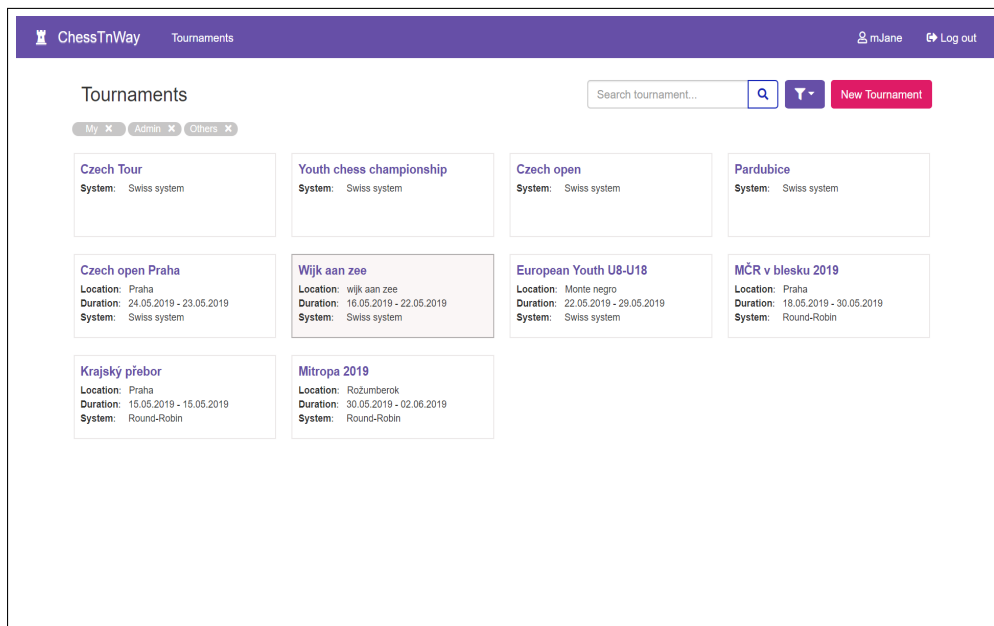 ChessTnWay Tournaments mJane Log out
Tournaments Search tournament... New Tournament
My Admin Others
Czech Tour
System: Swiss system
Youth chess championship
System: Swiss system
Czech open
System: Swiss system
Pardubice
System: Swiss system
Czech open Praha
Location: Praha
Duration: 24.05.2019 - 23.05.2019
System: Swiss system
Wijk aan zee
Location: wijk aan zee
Duration: 16.05.2019 - 22.05.2019
System: Swiss system
European Youth U8-U18
Location: Monte negro
Duration: 22.05.2019 - 29.05.2019
System: Swiss system
MČR v blesku 2019
Location: Praha
Duration: 18.05.2019 - 30.05.2019
System: Round-Robin
Krajský přebor
Location: Praha
Duration: 15.05.2019 - 15.05.2019
System: Round-Robin
Mitropa 2019
Location: Rožumberok
Duration: 30.05.2019 - 02.06.2019
System: Round-Robin